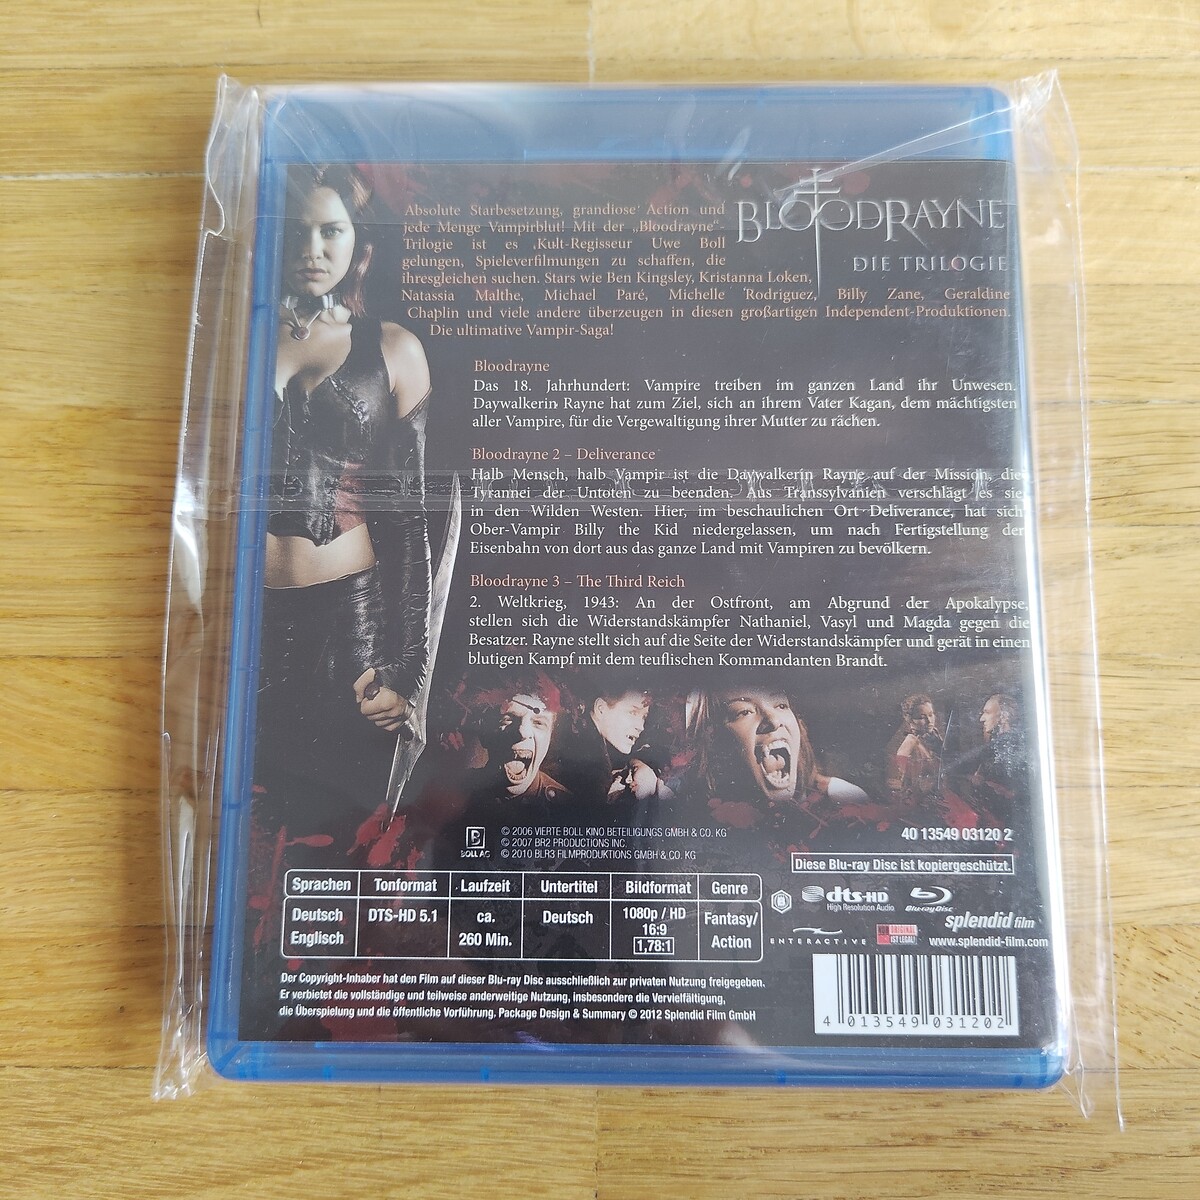 Absolute Starbesetzung, grandiose Action und
jede Menge Vampirblut! Mit der „Bloodrayne"-
Trilogie ist es Kult-Regisseur Uwe Boll
gelungen, Spieleverfilmungen zu schaffen, die
ihresgleichen suchen. Stars wie Ben Kingsley, Kristanna Loken,
Natassia Malthe, Michael Paré, Michelle Rodriguez, Billy Zane, Geraldine
Chaplin und viele andere überzeugen in diesen großartigen Independent-Produktionen.
Die ultimative Vampir-Saga!
BLOODRAYNE
DIE TRILOGIE
Bloodrayne
Das 18. Jahrhundert: Vampire treiben im ganzen Land ihr Unwesen.
Daywalkerin Rayne hat zum Ziel, sich an ihrem Vater Kagan, dem mächtigsten
aller Vampire, für die Vergewaltigung ihrer Mutter zu rächen.
Bloodrayne 2 – Deliverance
Halb Mensch, halb Vampir ist die Daywalkerin Rayne auf der Mission, die
Tyrannei der Untoten zu beenden. Aus Transsylvanien verschlägt es sie
in den Wilden Westen. Hier, im beschaulichen Ort Deliverance, hat sich
Ober-Vampir Billy the Kid niedergelassen, um nach Fertigstellung der
Eisenbahn von dort aus das ganze Land mit Vampiren zu bevölkern.
Bloodrayne 3 – The Third Reich
2. Weltkrieg, 1943: An der Ostfront, am Abgrund der Apokalypse,
stellen sich die Widerstandskämpfer Nathaniel, Vasyl und Magda gegen die
Besatzer. Rayne stellt sich auf die Seite der Widerstandskämpfer und gerät in einen
blutigen Kampf mit dem teuflischen Kommandanten Brandt.
B
BOLL AG
© 2006 VIERTE BOLL KINO BETEILIGUNGS GMBH & CO. KG
© 2007 BR2 PRODUCTIONS INC.
© 2010 BLR3 FILMPRODUKTIONS GMBH & CO. KG
40 13549 03120 2
Diese Blu-ray Disc ist kopiergeschützt.
Sprachen Tonformat Laufzeit Untertitel Bildformat Genre
Deutsch
Englisch
DTS-HD 5.1
ca.
260 Min.
Deutsch
1080p / HD
16:9
1,78:1
Fantasy/
Action
B
dts-HD
High Resolution Audio
Blu-ray Disc
splendid film
INTERACTIVE
NUR ORIGINAL
IST LEGAL!
www.splendid-film.com
Der Copyright-Inhaber hat den Film auf dieser Blu-ray Disc ausschließlich zur privaten Nutzung freigegeben.
Er verbietet die vollständige und teilweise anderweitige Nutzung, insbesondere die Vervielfältigung,
die Überspielung und die öffentliche Vorführung. Package Design & Summary © 2012 Splendid Film GmbH
4 013549 031202